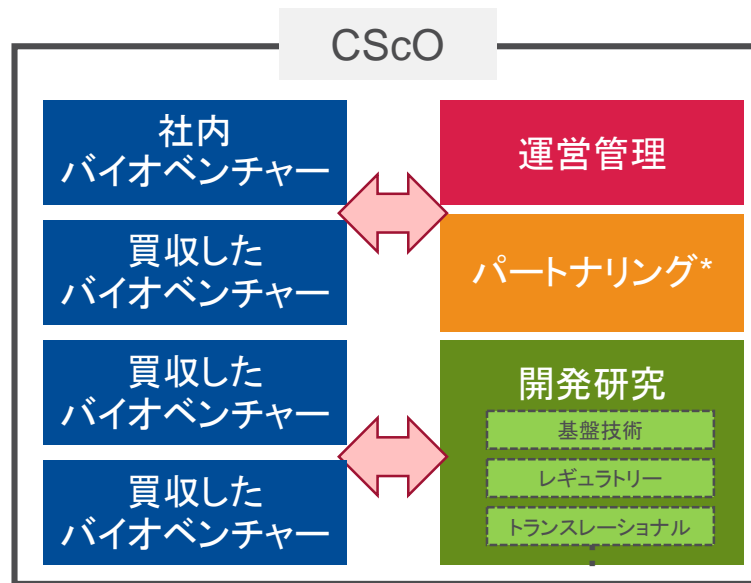 CScO
社内
バイオベンチャー
買収した
バイオベンチャー
買収した
バイオベンチャー
買収した
バイオベンチャー
運営管理
パートナリング*
開発研究
基盤技術
レギュラトリー
トランスレーショナル